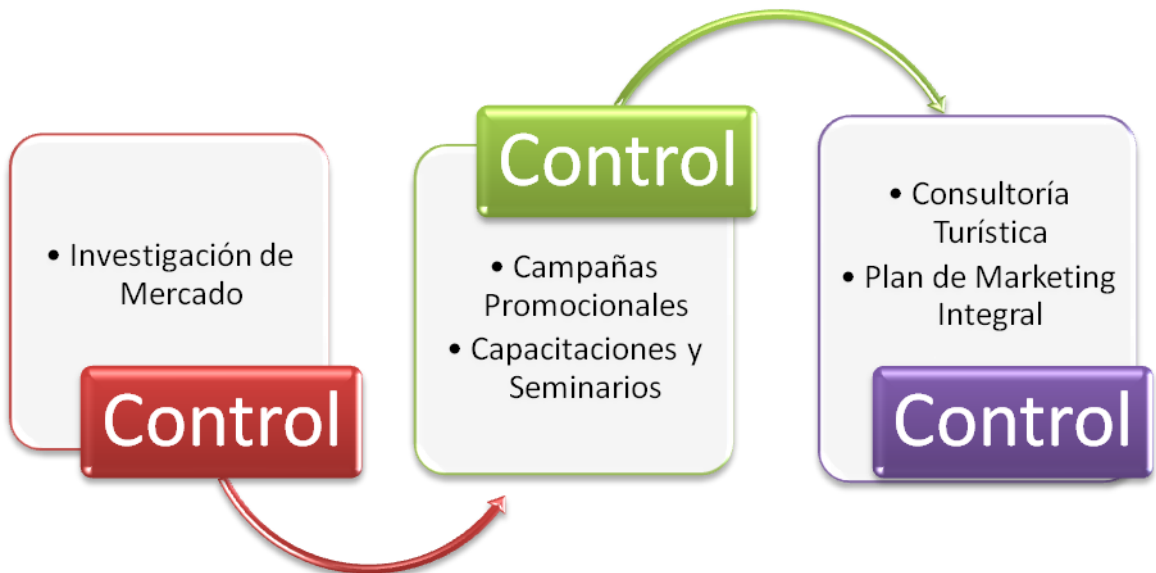 • Investigación de
Mercado
Control
Control
• Campañas
Promocionales
• Capacitaciones y
Seminarios
• Consultoría
Turística
• Plan de Marketing
Integral
Control